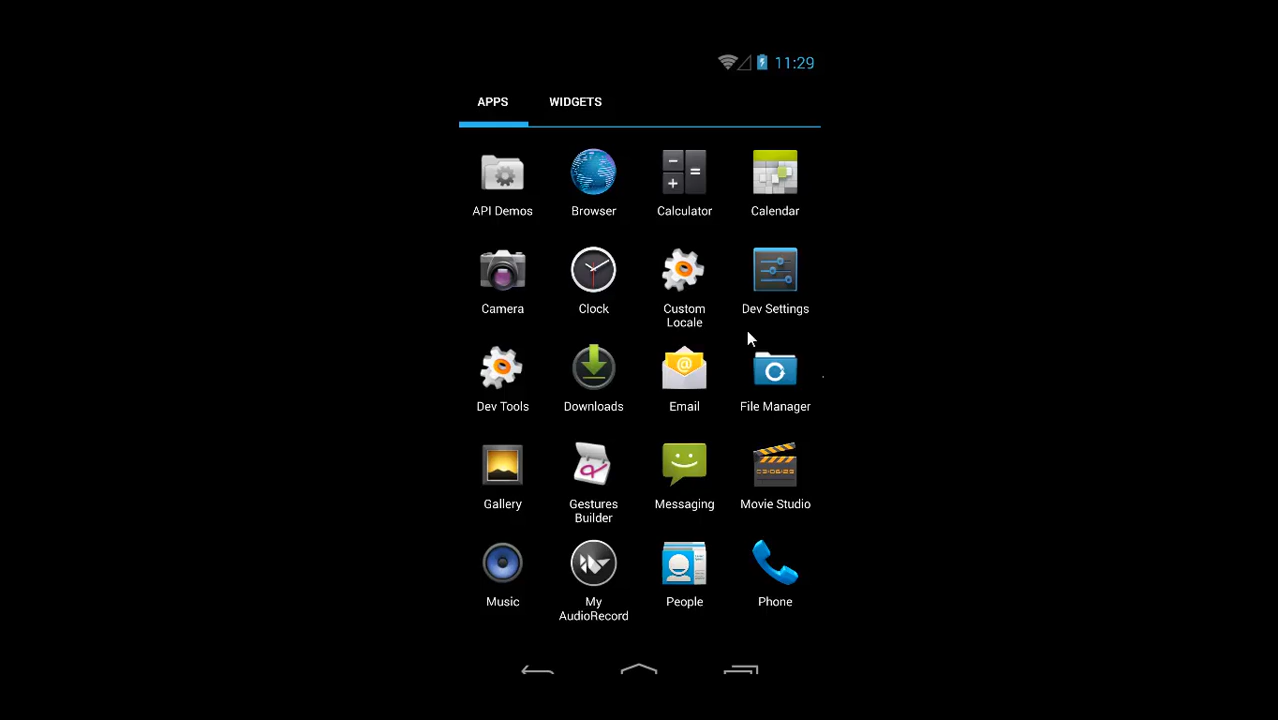 11:29
APPS WIDGETS
API Demos Browser Calculator Calendar
Camera Clock Custom Locale Dev Settings
Dev Tools Downloads Email File Manager
Gallery Gestures Builder Messaging Movie Studio
Music My AudioRecord People Phone